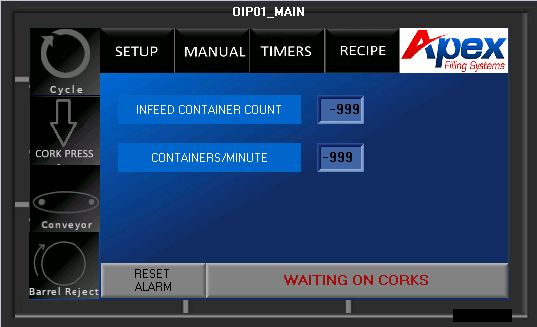 OIP01_MAIN
SETUP
MANUAL
TIMERS
RECIPE
Apex
Filling Systems
Cycle
INFEED CONTAINER COUNT
-999
CORK PRESS
CONTAINERS/MINUTE
-999
Conveyor
Barrel Reject
RESET
ALARM
WAITING ON CORKS